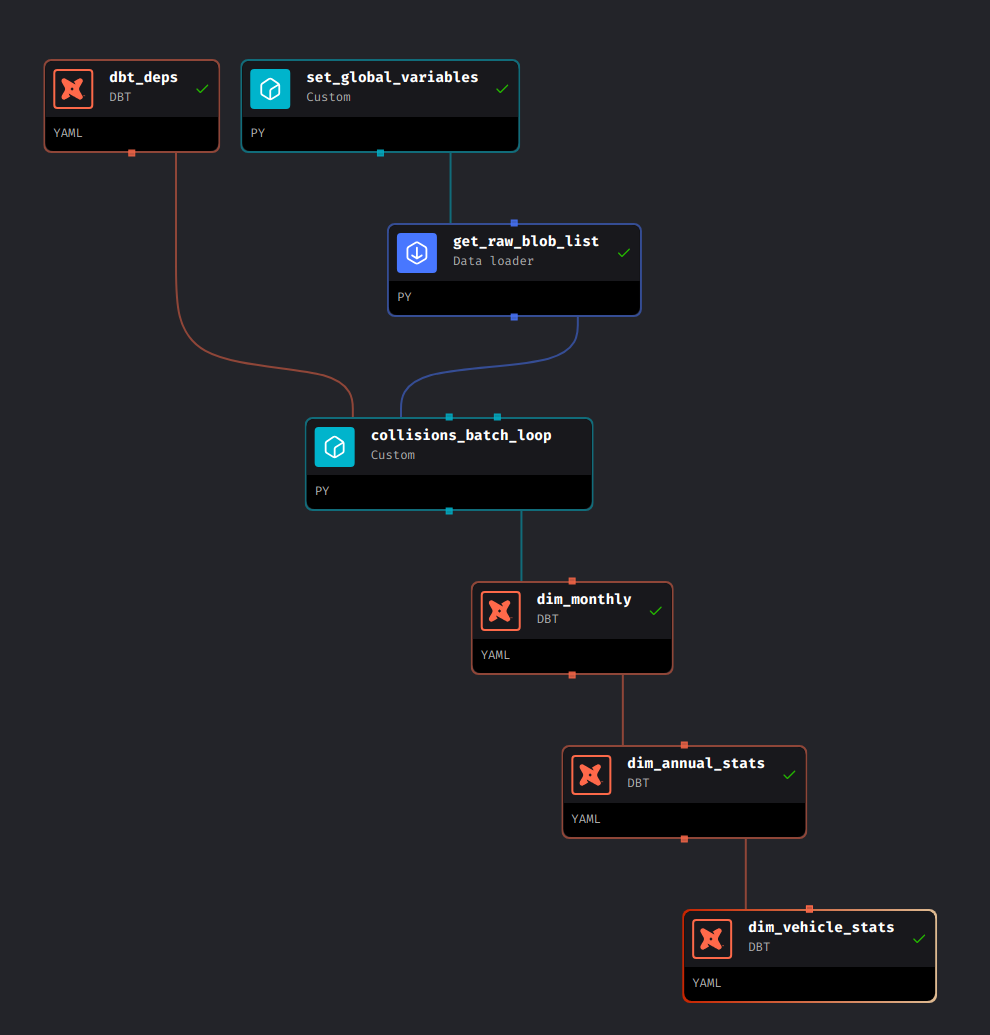 dbt_deps
DBT
YAML
set_global_variables
Custom
PY
get_raw_blob_list
Data loader
PY
collisions_batch_loop
Custom
PY
dim_monthly
DBT
YAML
dim_annual_stats
DBT
YAML
dim_vehicle_stats
DBT
YAML